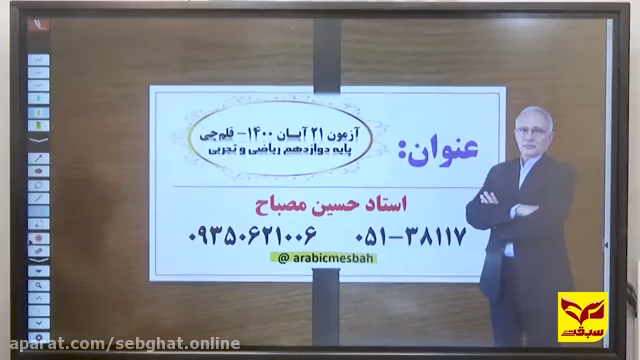 عنوان:
آزمون ۲۱ آبان ۱۴۰۰- قلم‌چی
پایه دوازدهم ریاضی و تجربی
استاد حسین مصباح
۰۵۱-۳۸۱۱۷ ۰۹۳۵۰۶۲۱۰۰۶
@ arabicmesbah
سبقت
aparat.com/sebghat.online